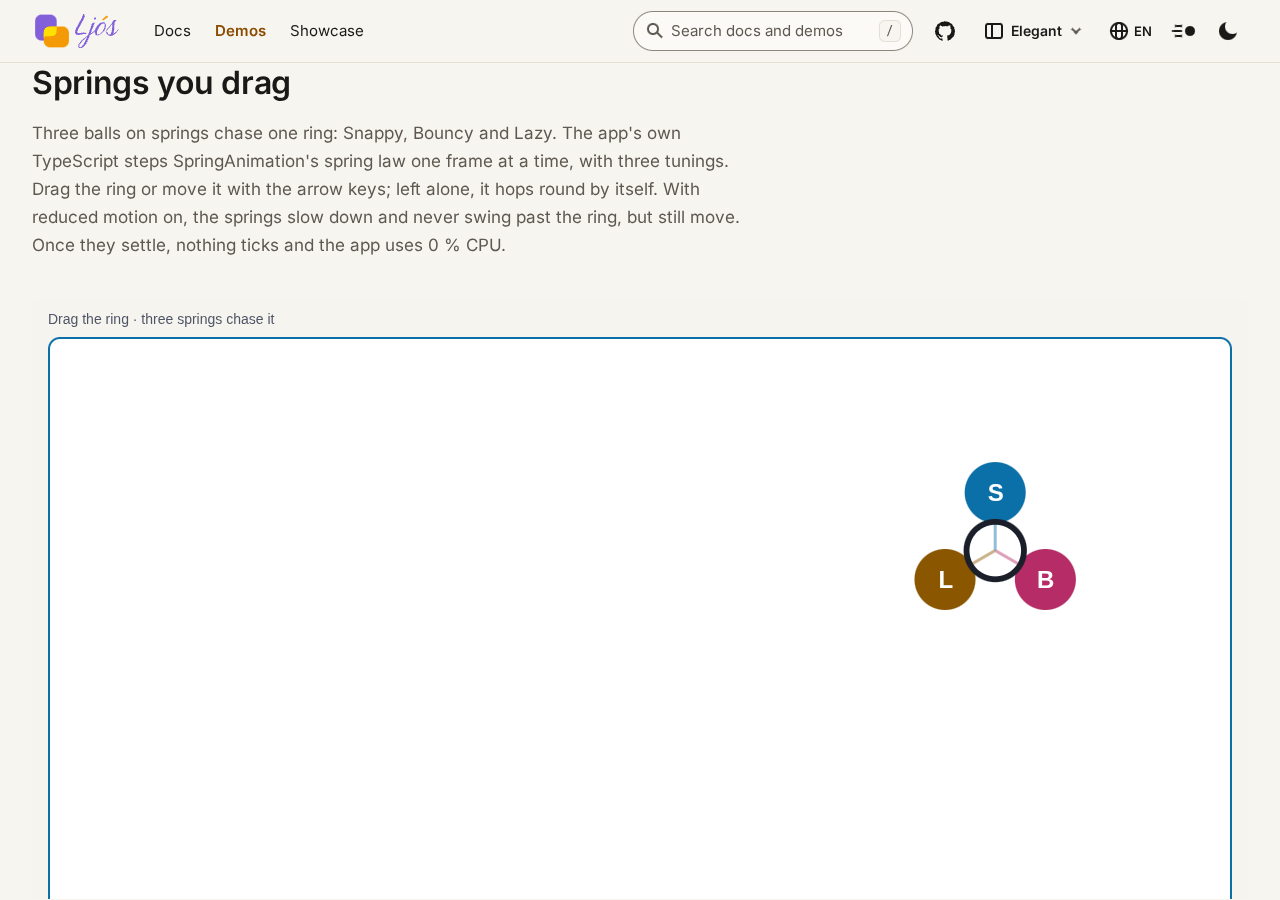 Ljós
Docs
Demos
Showcase
Search docs and demos
/
Elegant
EN
Springs you drag
Three balls on springs chase one ring: Snappy, Bouncy and Lazy. The app's own
TypeScript steps SpringAnimation's spring law one frame at a time, with three tunings.
Drag the ring or move it with the arrow keys; left alone, it hops round by itself. With
reduced motion on, the springs slow down and never swing past the ring, but still move.
Once they settle, nothing ticks and the app uses 0 % CPU.
Drag the ring · three springs chase it
S
L
B